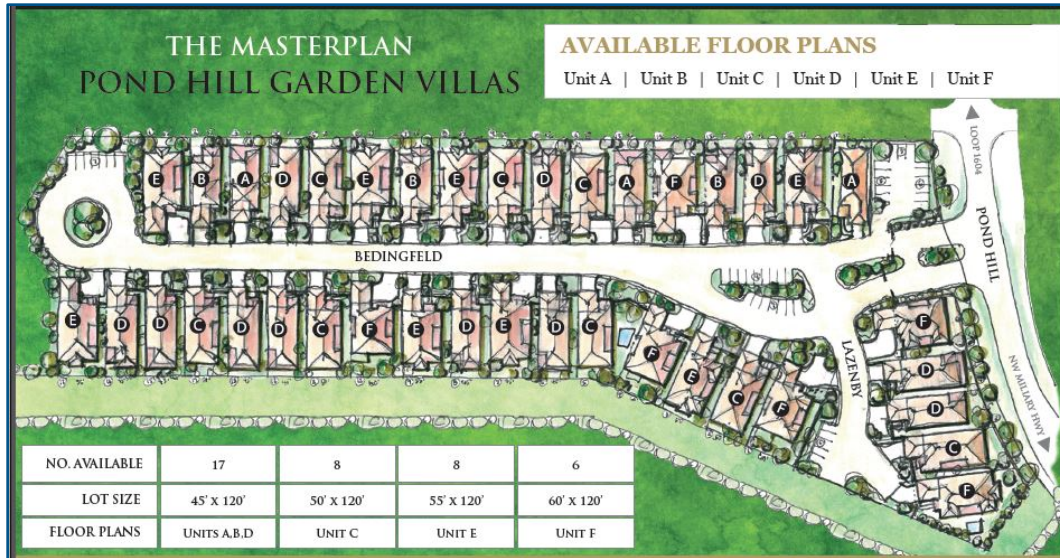 THE MASTERPLAN
POND HILL GARDEN VILLAS
AVAILABLE FLOOR PLANS
Unit A | Unit B | Unit C | Unit D | Unit E | Unit F
LOOP 1604
POND HILL
NW MILIARY HWY
E B A D C E B E C D C A F B D E A
BEDINGFELD
E D D C D D C F E D E D C
F E C F
LAZENBY
F
D
D
C
F
NO. AVAILABLE 17 8 8 6
LOT SIZE 45' X 120' 50' X 120' 55' X 120' 60' X 120'
FLOOR PLANS UNITS A,B,D UNIT C UNIT E UNIT F